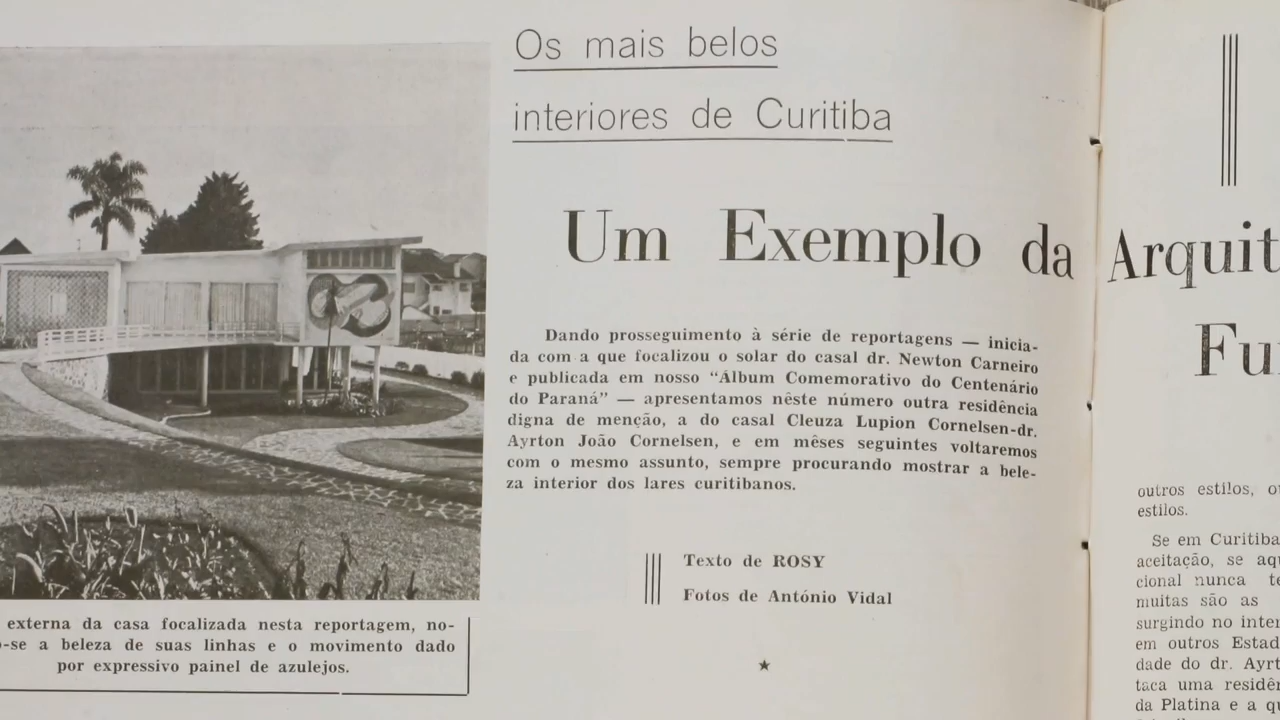 Os mais belos
interiores de Curitiba
Um Exemplo da
Dando prosseguimento à série de reportagens — inicia-
da com a que focalizou o solar do casal dr. Newton Carneiro
e publicada em nosso “Álbum Comemorativo do Centenário
do Paraná” — apresentamos nêste número outra residência
digna de menção, a do casal Cleuza Lupion Cornelsen-dr.
Ayrton João Cornelsen, e em mêses seguintes voltaremos
com o mesmo assunto, sempre procurando mostrar a bele-
za interior dos lares curitibanos.
Texto de ROSY
Fotos de António Vidal
externa da casa focalizada nesta reportagem, no-
-se a beleza de suas linhas e o movimento dado
por expressivo painel de azulejos.
Arquit
Fu
outros estilos,
estilos.
Se em Curitiba
aceitação, se
cional nunca
muitas são as
surgindo no
em outros
dade do dr.
taca uma
da Platina e a